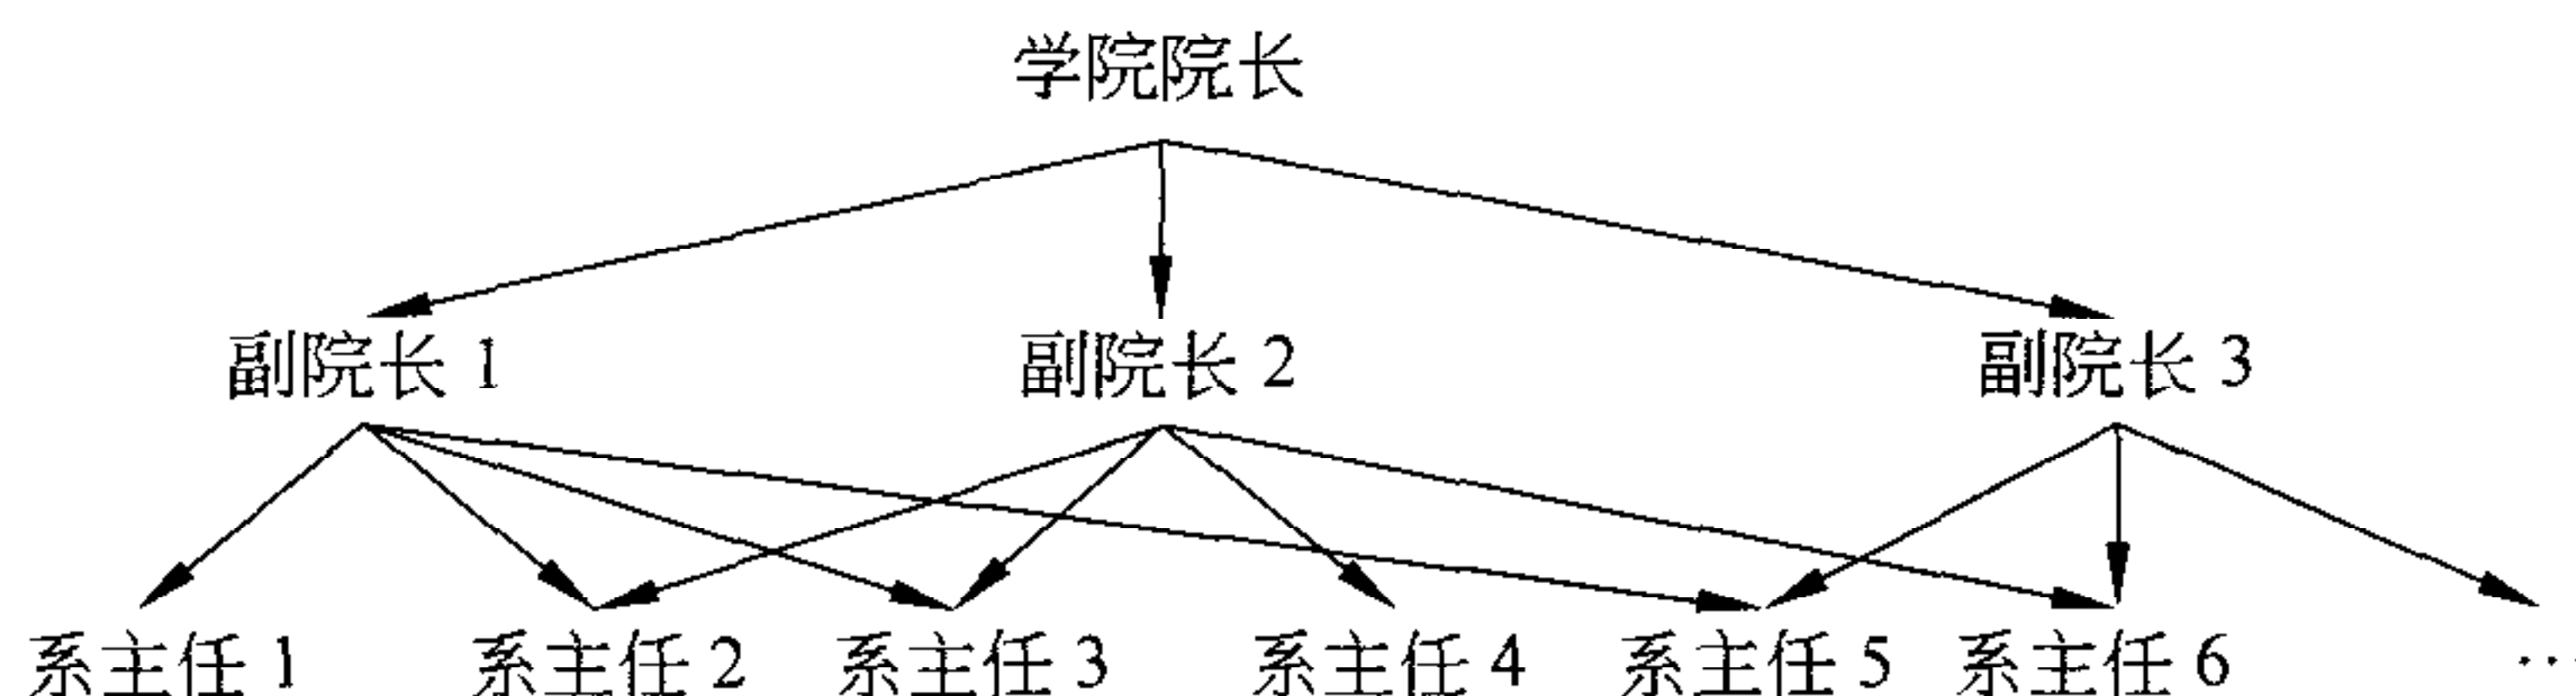 学院院长
副院长 1 副院长 2 副院长 3
系主任 1 系主任 2 系主任 3 系主任 4 系主任 5 系主任 6 …